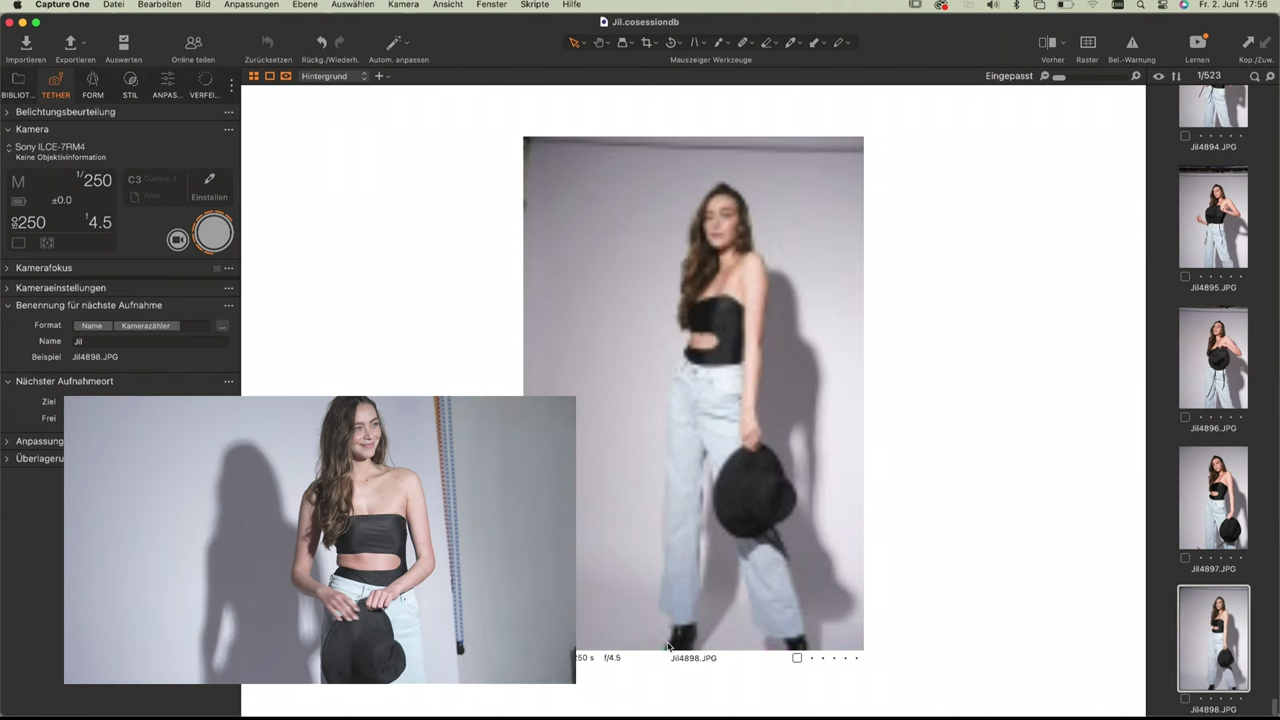 Capture One Datei Bearbeiten Bild Anpassungen Ebene Auswählen Kamera Ansicht Fenster Skripte Hilfe Fr. 2. Juni 17:56
Jil.cosessiondb
Importieren Exportieren Auswerten Online teilen Zurücksetzen Rückg./Wiederh. Autom. anpassen Mauszeiger Werkzeuge Vorher Raster Bel.-Warnung Lernen Kop./Zuw.
BIBLIOT... TETHER FORM STIL ANPAS... VERFEI...
Hintergrund
Eingepasst
1/523
Belichtungsbeurteilung
Kamera
Sony ILCE-7RM4
Keine Objektivinformation
M 1/250
±0.0
C3 Custom 3
RAW
Einstellen
250 f4.5
Kamerafokus
Kameraeinstellungen
Benennung für nächste Aufnahme
Format Name Kamerazähler ...
Name Jil
Beispiel Jil4898.JPG
Nächster Aufnahmeort
Ziel
Frei
Anpassung
Überlageru
50 s f/4.5 Jil4898.JPG
Jil4894.JPG
Jil4895.JPG
Jil4896.JPG
Jil4897.JPG
Jil4898.JPG